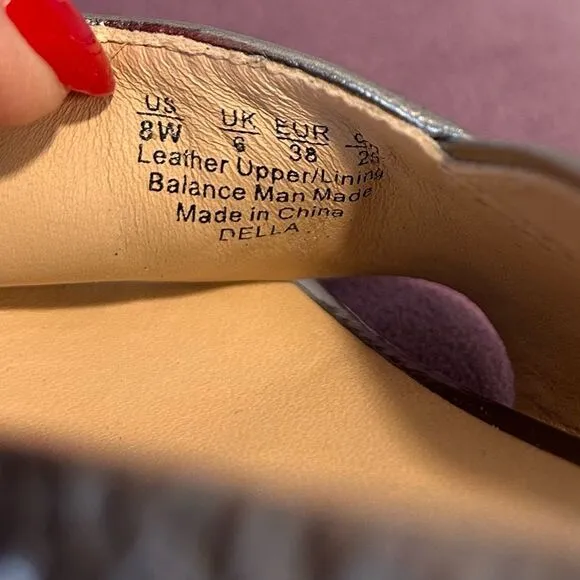 US UK EUR
8W 6 38
Leather Upper/Lining
Balance Man Made
Made in China
DELLA